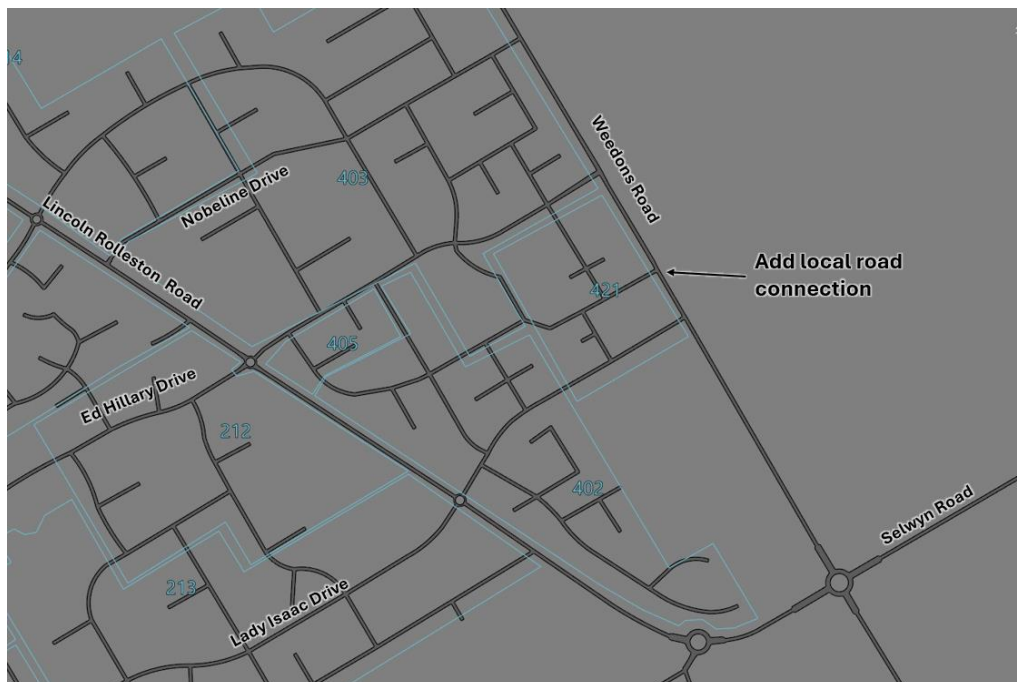 Weedons Road
403
Nobeline Drive
Lincoln Rolleston Road
Add local road
connection
421
405
Ed Hillary Drive
212
402
Selwyn Road
213
Lady Isaac Drive